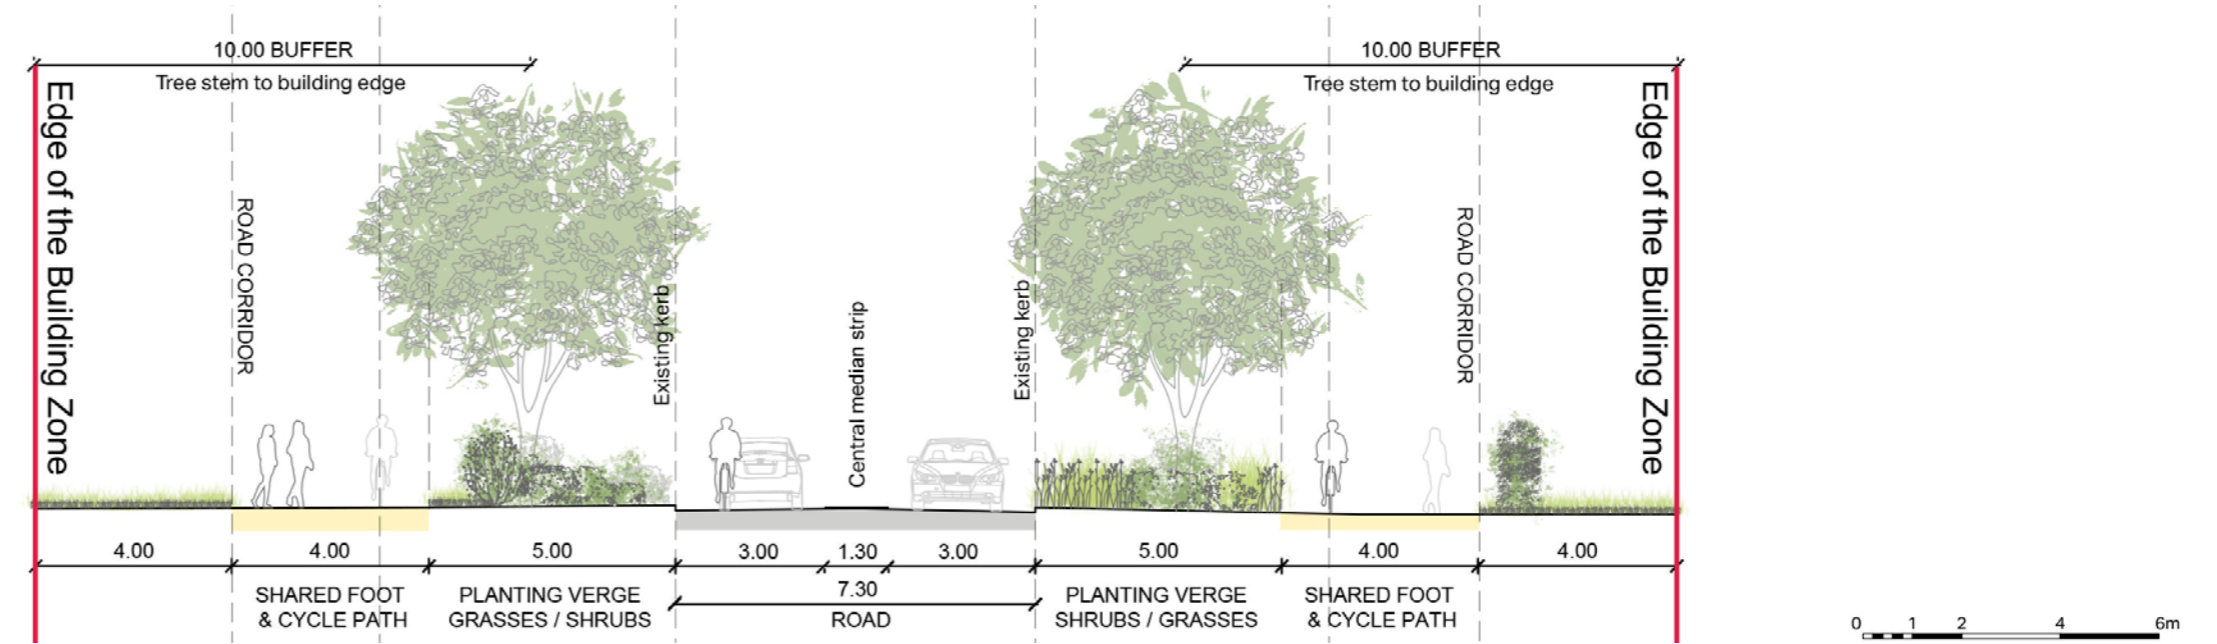 10.00 BUFFER
Tree stem to building edge
10.00 BUFFER
Tree stem to building edge
Edge of the Building Zone
ROAD CORRIDOR
Existing kerb
Central median strip
Existing kerb
ROAD CORRIDOR
Edge of the Building Zone
4.00
4.00
5.00
3.00
1.30
3.00
5.00
4.00
4.00
7.30
SHARED FOOT
& CYCLE PATH
PLANTING VERGE
GRASSES / SHRUBS
ROAD
PLANTING VERGE
SHRUBS / GRASSES
SHARED FOOT
& CYCLE PATH
0 1 2 4 6m